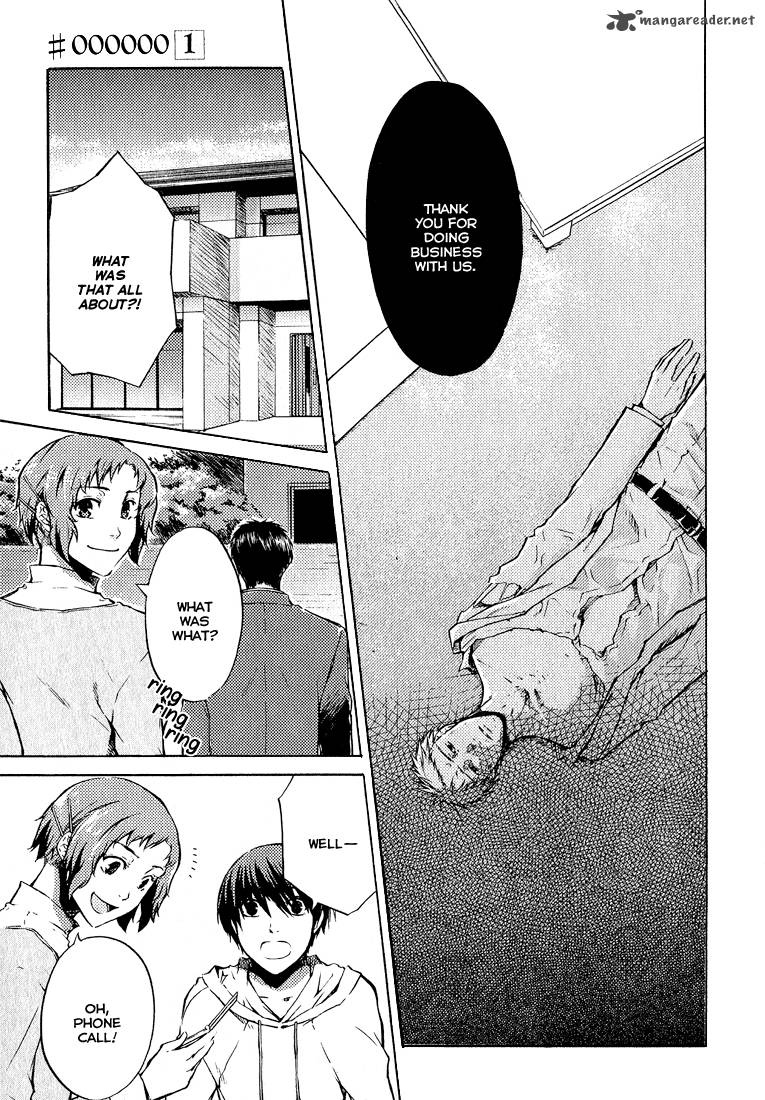 mangareader.net
#000000 1
THANK
YOU FOR
DOING
BUSINESS
WITH US.
WHAT
WAS
THAT ALL
ABOUT?!
WHAT
WAS
WHAT?
ring
ring
ring
WELL—
OH,
PHONE
CALL!